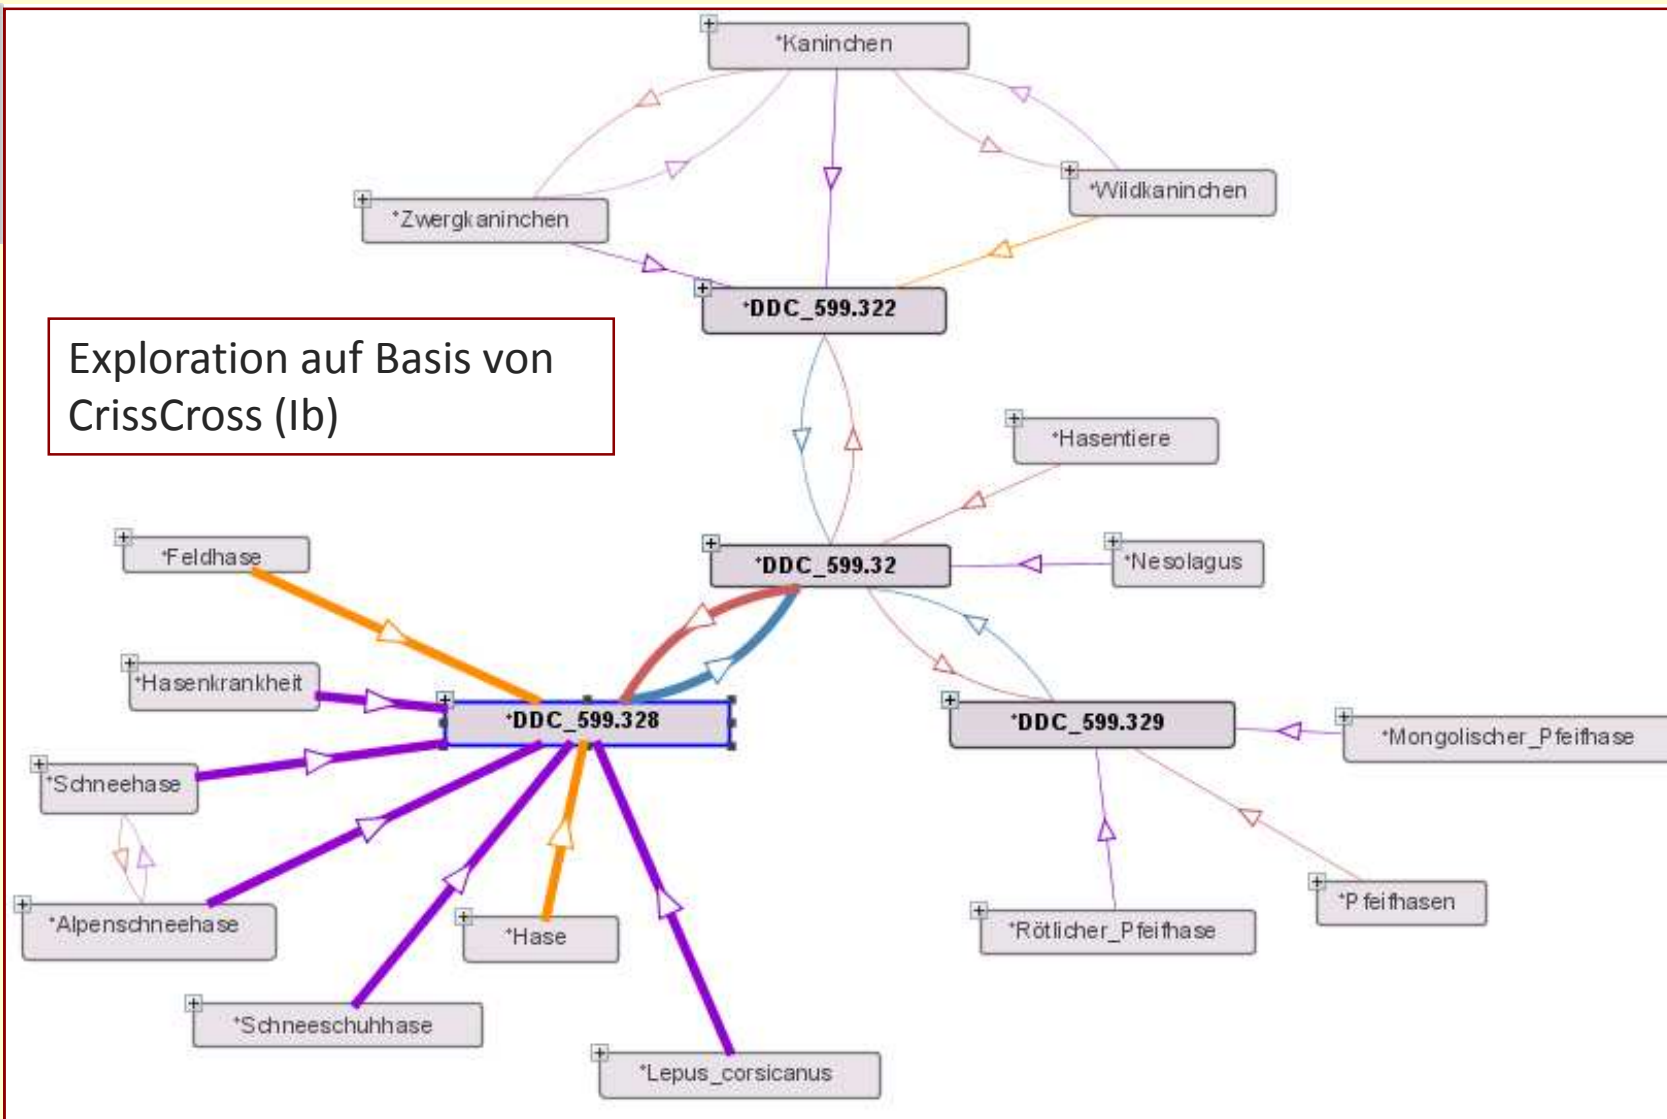 *Kaninchen
*Wildkaninchen
*Zwergkaninchen
*DDC_599.322
Exploration auf Basis von
CrissCross (Ib)
*Hasentiere
*Feldhase
*DDC_599.32
*Nesolagus
*Hasenkrankheit
*DDC_599.328
*DDC_599.329
*Mongolischer_Pfeifhase
*Schneehase
*Pfeifhasen
*Alpenschneehase
*Hase
*Rötlicher_Pfeifhase
*Schneeschuhhase
*Lepus_corsicanus